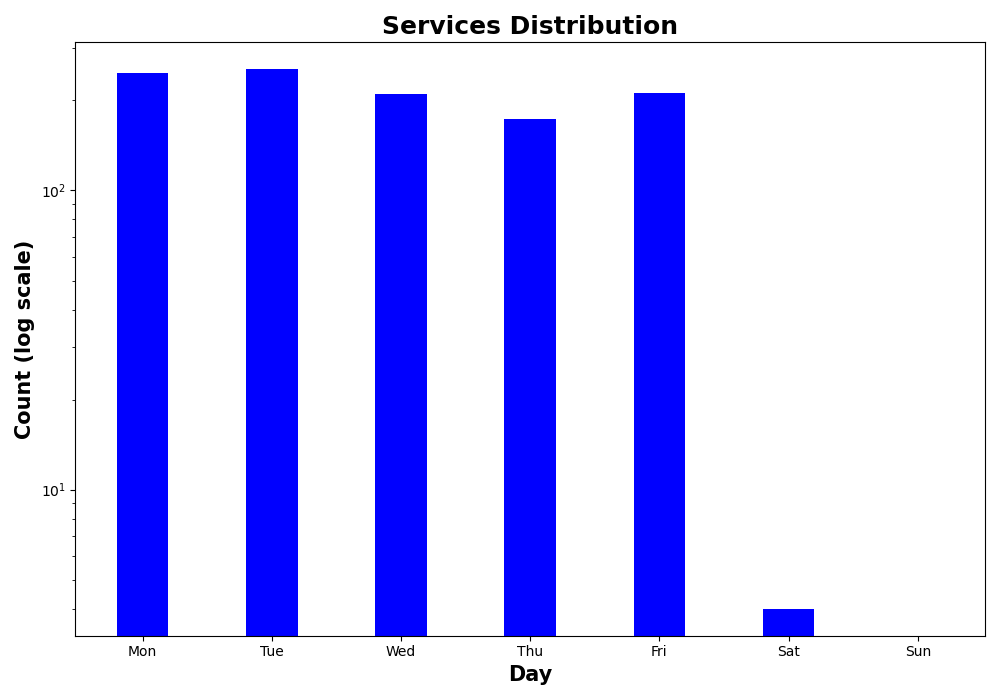 Services Distribution
Count (log scale)
10²
10¹
Mon Tue Wed Thu Fri Sat Sun
Day